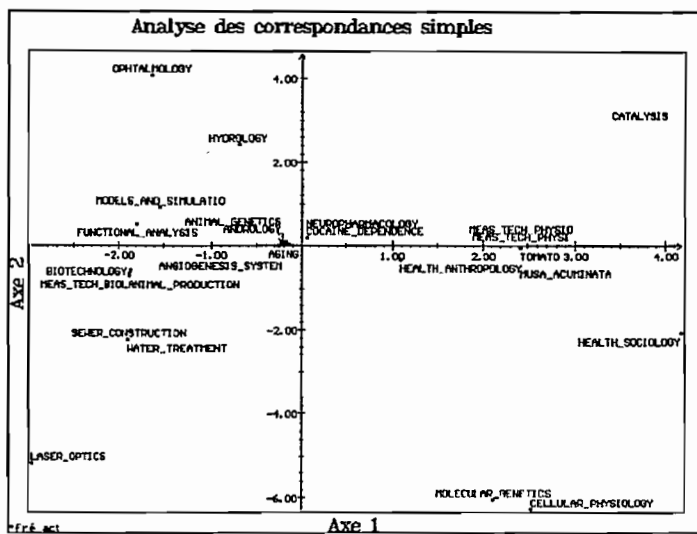 Analyse des correspondances simples
OPHTALMOLOGY
4.00
CATALYSIS
HYDROLOGY
2.00
MODELS_AND_SIMULATIO
ANIMAL_GENETICS
NEUROPHARMACOLOGY
FUNCTIONAL_ANALYSIS
ANDROLOGY
COCAINE_DEPENDENCE
MEAS_TECH_PHYSIO
MEAS_TECH_PHYSI
-2.00 -1.00 AGING 1.00 2.00 TOMATO 3.00 4.00
BIOTECHNOLOGY
ANGIOGENESIS_SYSTEM
HEALTH_ANTHROPOLOGY
MUSA_ACUMINATA
MEAS_TECH_BIOLANIMAL_PRODUCTION
Axe 2
SEWER_CONSTRUCTION
-2.00
HEALTH_SOCIOLOGY
WATER_TREATMENT
-4.00
LASER_OPTICS
-6.00
MOLECULAR_GENETICS
CELLULAR_PHYSIOLOGY
*fré act
Axe 1